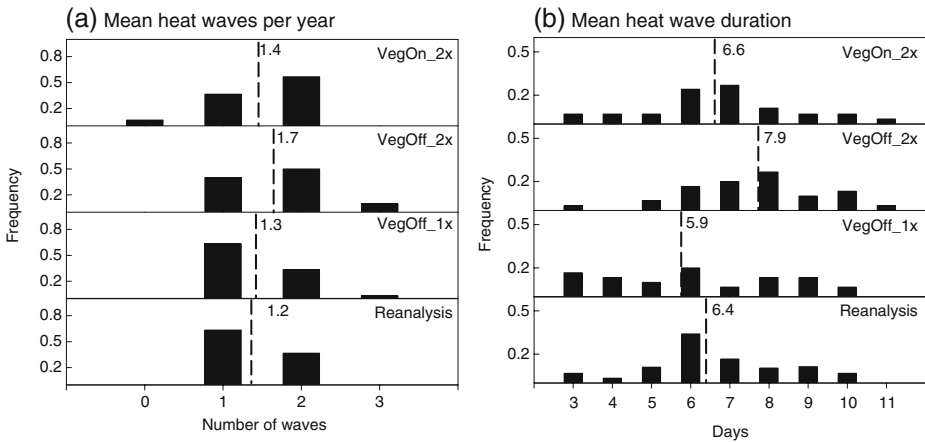 (a) Mean heat waves per year
0.8
0.5
0.2
1.4
VegOn_2x
0.8
0.5
0.2
1.7
VegOff_2x
0.8
0.5
0.2
1.3
VegOff_1x
0.8
0.5
0.2
1.2
Reanalysis
Frequency
0 1 2 3
Number of waves
(b) Mean heat wave duration
0.5
0.2
6.6
VegOn_2x
0.5
0.2
7.9
VegOff_2x
0.5
0.2
5.9
VegOff_1x
0.5
0.2
6.4
Reanalysis
Frequency
3 4 5 6 7 8 9 10 11
Days